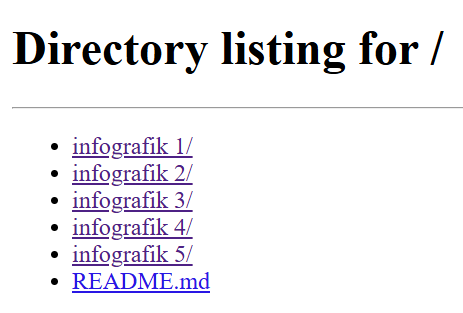 Directory listing for /
infografik 1/
infografik 2/
infografik 3/
infografik 4/
infografik 5/
README.md